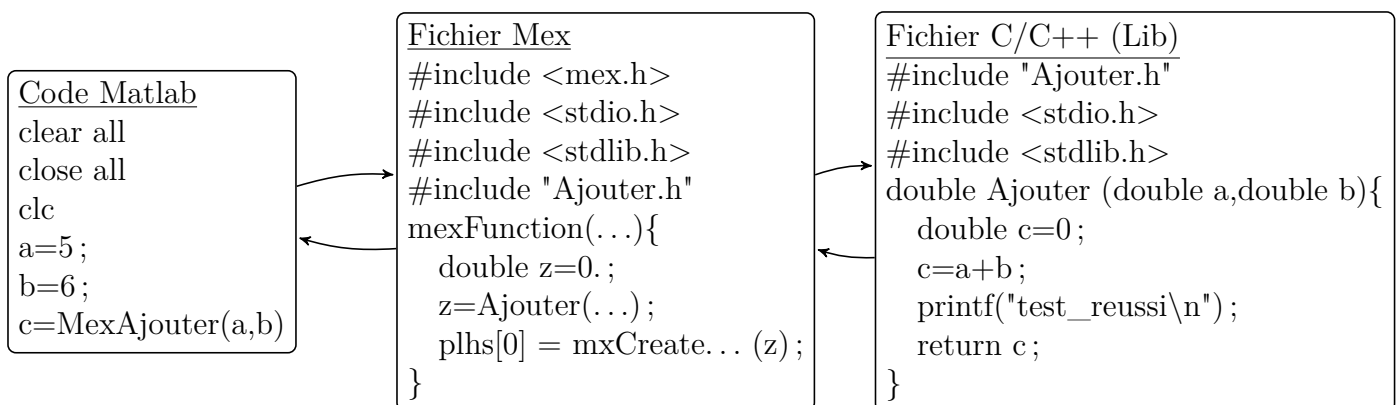 Code Matlab
clear all
close all
clc
a=5 ;
b=6 ;
c=MexAjouter(a,b)
Fichier Mex
#include <mex.h>
#include <stdio.h>
#include <stdlib.h>
#include "Ajouter.h"
mexFunction(. . .){
double z=0. ;
z=Ajouter(. . .) ;
plhs[0] = mxCreate. . . (z) ;
}
Fichier C/C++ (Lib)
#include "Ajouter.h"
#include <stdio.h>
#include <stdlib.h>
double Ajouter (double a,double b){
double c=0 ;
c=a+b ;
printf("test_reussi\n") ;
return c ;
}